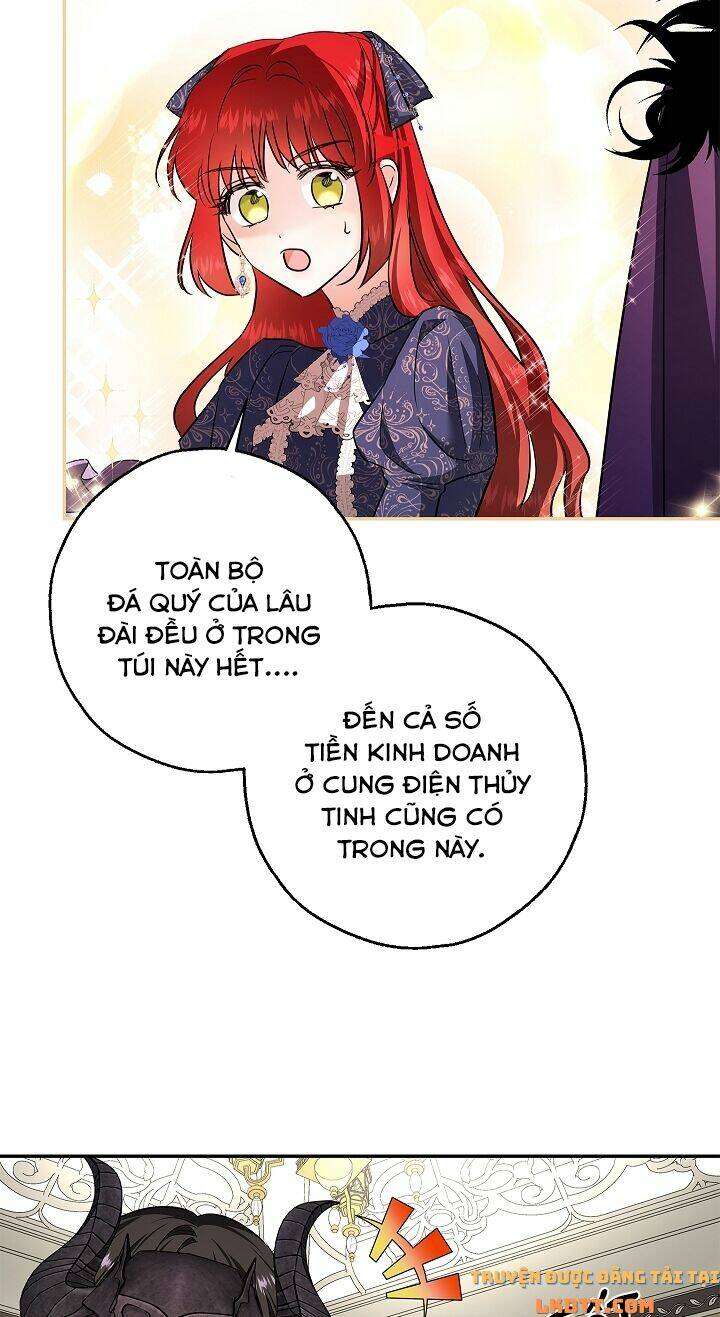 TOÀN BỘ
ĐÁ QUÝ CỦA LÂU
ĐÀI ĐỀU Ở TRONG
TÚI NÀY HẾT....
ĐẾN CẢ SỐ
TIỀN KINH DOANH
Ở CUNG ĐIỆN THỦY
TINH CŨNG CÓ
TRONG NÀY.
TRUYỆN ĐƯỢC ĐĂNG TẢI TẠI
LKDTT.COM